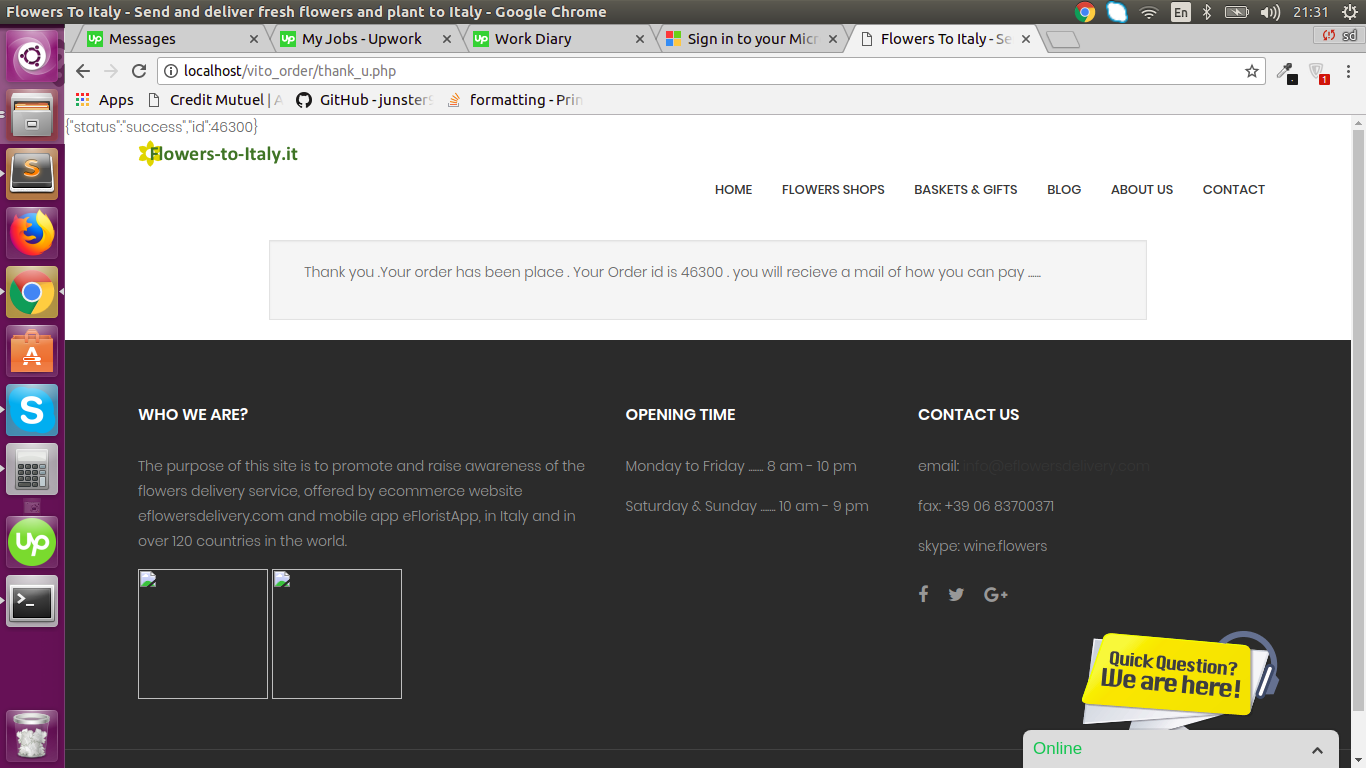 Flowers To Italy - Send and deliver fresh flowers and plant to Italy - Google Chrome
En
21:31
Messages
My Jobs - Upwork
Work Diary
Sign in to your Micr
Flowers To Italy - Se
sd
localhost/vito_order/thank_u.php
1
Apps
Credit Mutuel |
GitHub - junster
formatting - Prin
{"status":"success","id":46300}
Flowers-to-Italy.it
HOME
FLOWERS SHOPS
BASKETS & GIFTS
BLOG
ABOUT US
CONTACT
Thank you .Your order has been place . Your Order id is 46300 . you will recieve a mail of how you can pay ......
WHO WE ARE?
OPENING TIME
CONTACT US
The purpose of this site is to promote and raise awareness of the
flowers delivery service, offered by ecommerce website
eflowersdelivery.com and mobile app eFloristApp, in Italy and in
over 120 countries in the world.
Monday to Friday ....... 8 am - 10 pm
Saturday & Sunday ....... 10 am - 9 pm
email: info@eflowersdelivery.com
fax: +39 06 83700371
skype: wine.flowers
Quick Question?
We are here!
Online